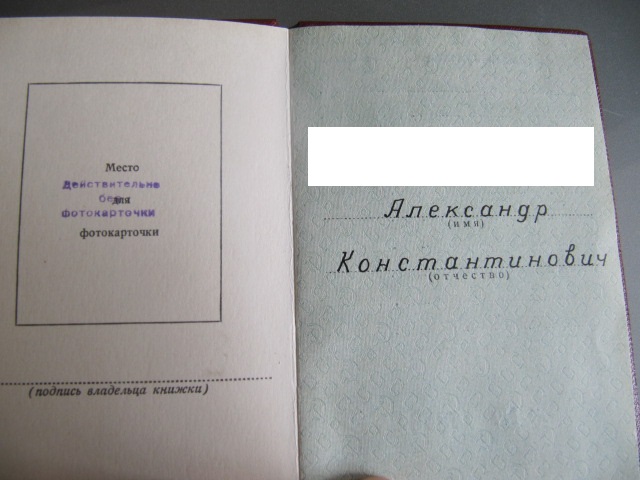 Место
Действительно
без для
фотокарточки
фотокарточки
(подпись владельца книжки)
Александр
(имя)
Константинович
(отчество)